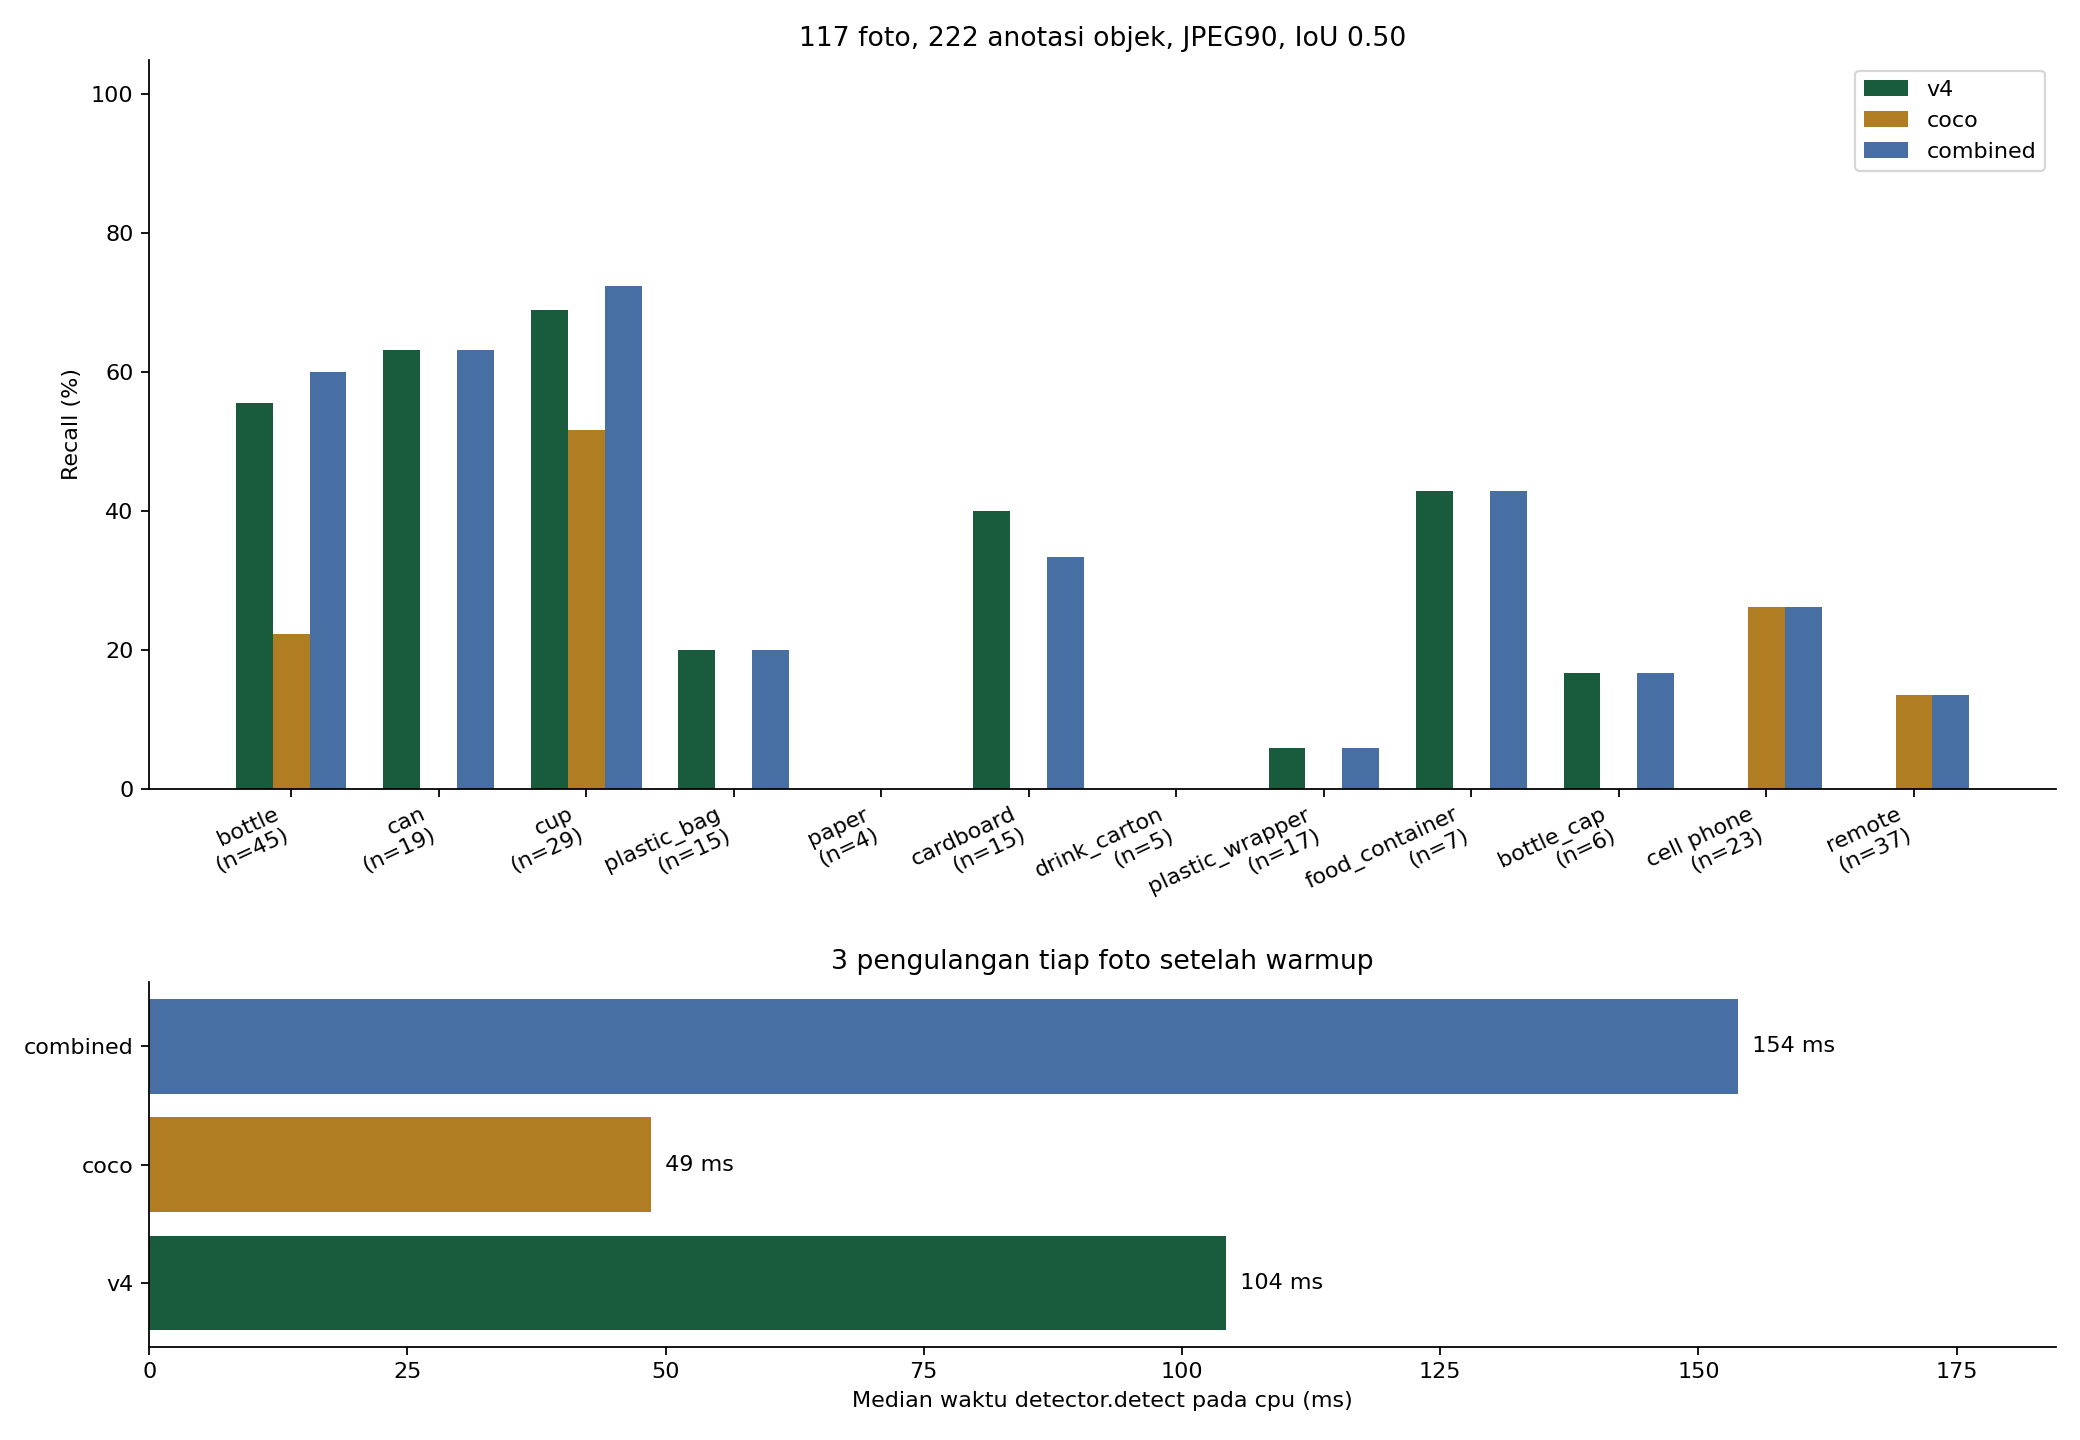 117 foto, 222 anotasi objek, JPEG90, IoU 0.50
v4
coco
combined
Recall (%)
100
80
60
40
20
0
bottle
(n=45)
can
(n=19)
cup
(n=29)
plastic_bag
(n=15)
paper
(n=4)
cardboard
(n=15)
drink_carton
(n=5)
plastic_wrapper
(n=17)
food_container
(n=7)
bottle_cap
(n=6)
cell phone
(n=23)
remote
(n=37)
3 pengulangan tiap foto setelah warmup
combined
154 ms
coco
49 ms
v4
104 ms
0 25 50 75 100 125 150 175
Median waktu detector.detect pada cpu (ms)